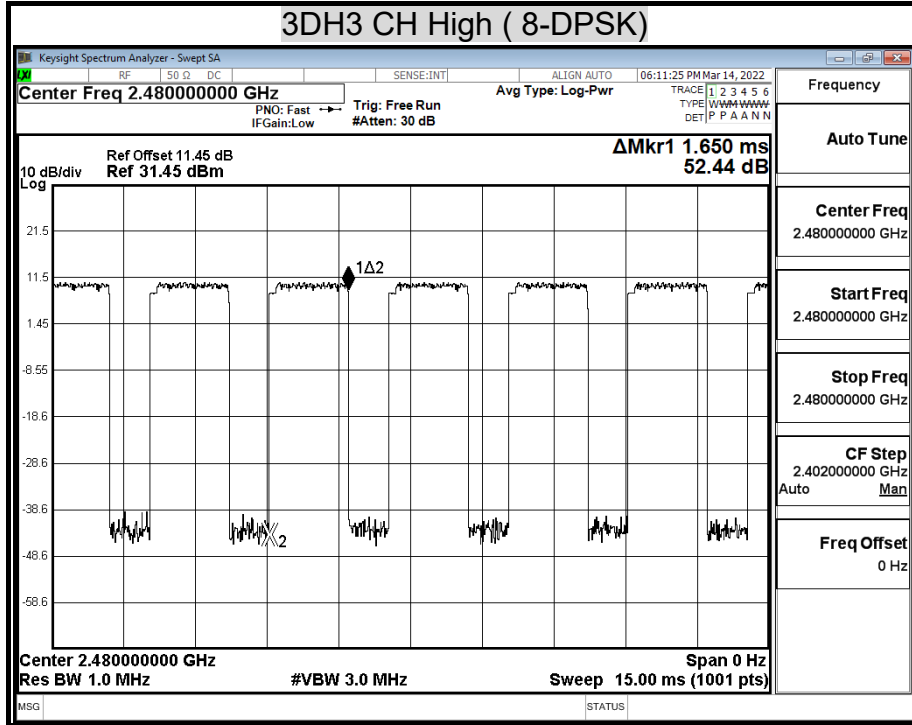 3DH3 CH High ( 8-DPSK)
Keysight Spectrum Analyzer - Swept SA
LXI RF 50 Ω DC SENSE:INT ALIGN AUTO 06:11:25 PM Mar 14, 2022
Center Freq 2.480000000 GHz
PNO: Fast
IFGain:Low
Trig: Free Run
#Atten: 30 dB
Avg Type: Log-Pwr
TRACE 1 2 3 4 5 6
TYPE WWMWWWW
DET P P A A N N
ΔMkr1 1.650 ms
52.44 dB
Ref Offset 11.45 dB
10 dB/div Ref 31.45 dBm
Log
21.5
11.5
1.45
-8.55
-18.6
-28.6
-38.6
-48.6
-58.6
1Δ2
2
Center 2.480000000 GHz Span 0 Hz
Res BW 1.0 MHz #VBW 3.0 MHz Sweep 15.00 ms (1001 pts)
MSG STATUS
Frequency
Auto Tune
Center Freq
2.480000000 GHz
Start Freq
2.480000000 GHz
Stop Freq
2.480000000 GHz
CF Step
2.402000000 GHz
Auto Man
Freq Offset
0 Hz